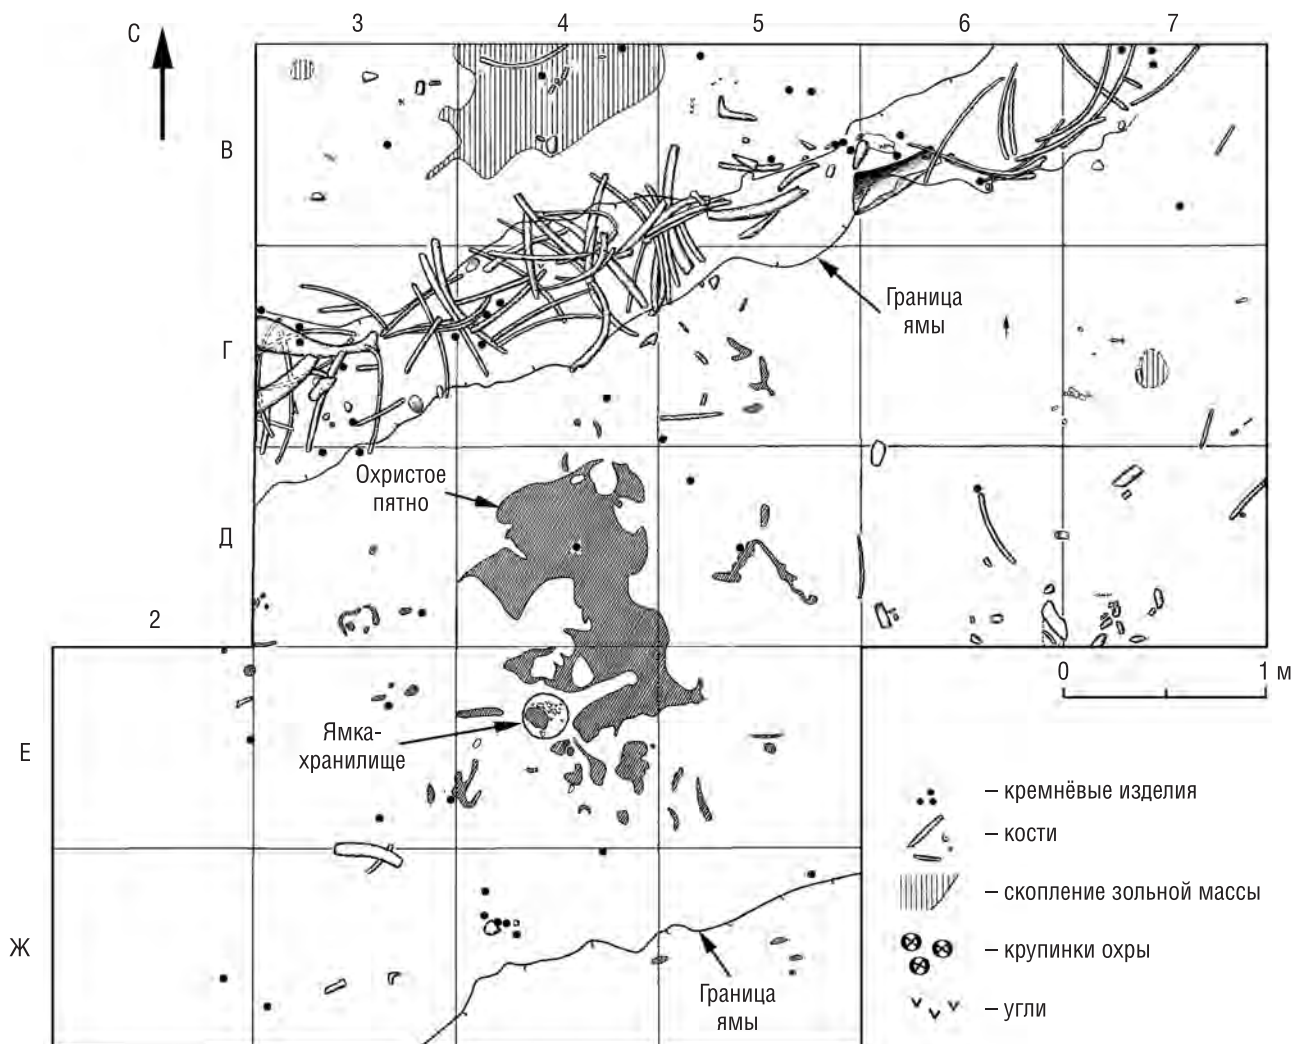 С
3 4 5 6 7
В
Граница
ямы
Г
Охристое
пятно
Д
2
0 1 м
Ямка-
хранилище
Е
– кремнёвые изделия
– кости
– скопление зольной массы
Ж
– крупинки охры
Граница
ямы
– угли